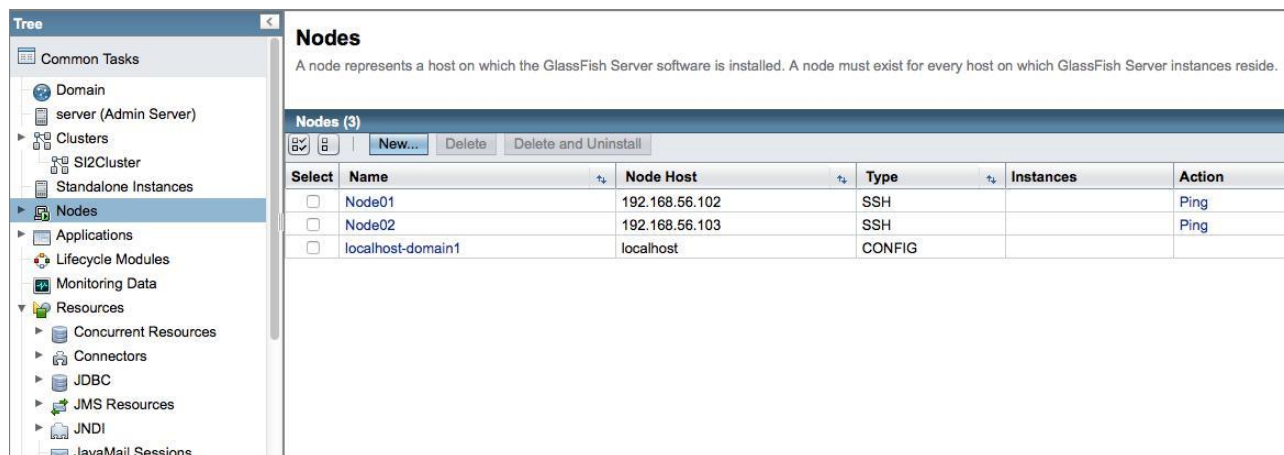 Tree
Common Tasks
Domain
server (Admin Server)
Clusters
SI2Cluster
Standalone Instances
Nodes
Applications
Lifecycle Modules
Monitoring Data
Resources
Concurrent Resources
Connectors
JDBC
JMS Resources
JNDI
JavaMail Sessions
Nodes
A node represents a host on which the GlassFish Server software is installed. A node must exist for every host on which GlassFish Server instances reside.
Nodes (3)
New... Delete Delete and Uninstall
Select Name Node Host Type Instances Action
Node01 192.168.56.102 SSH Ping
Node02 192.168.56.103 SSH Ping
localhost-domain1 localhost CONFIG